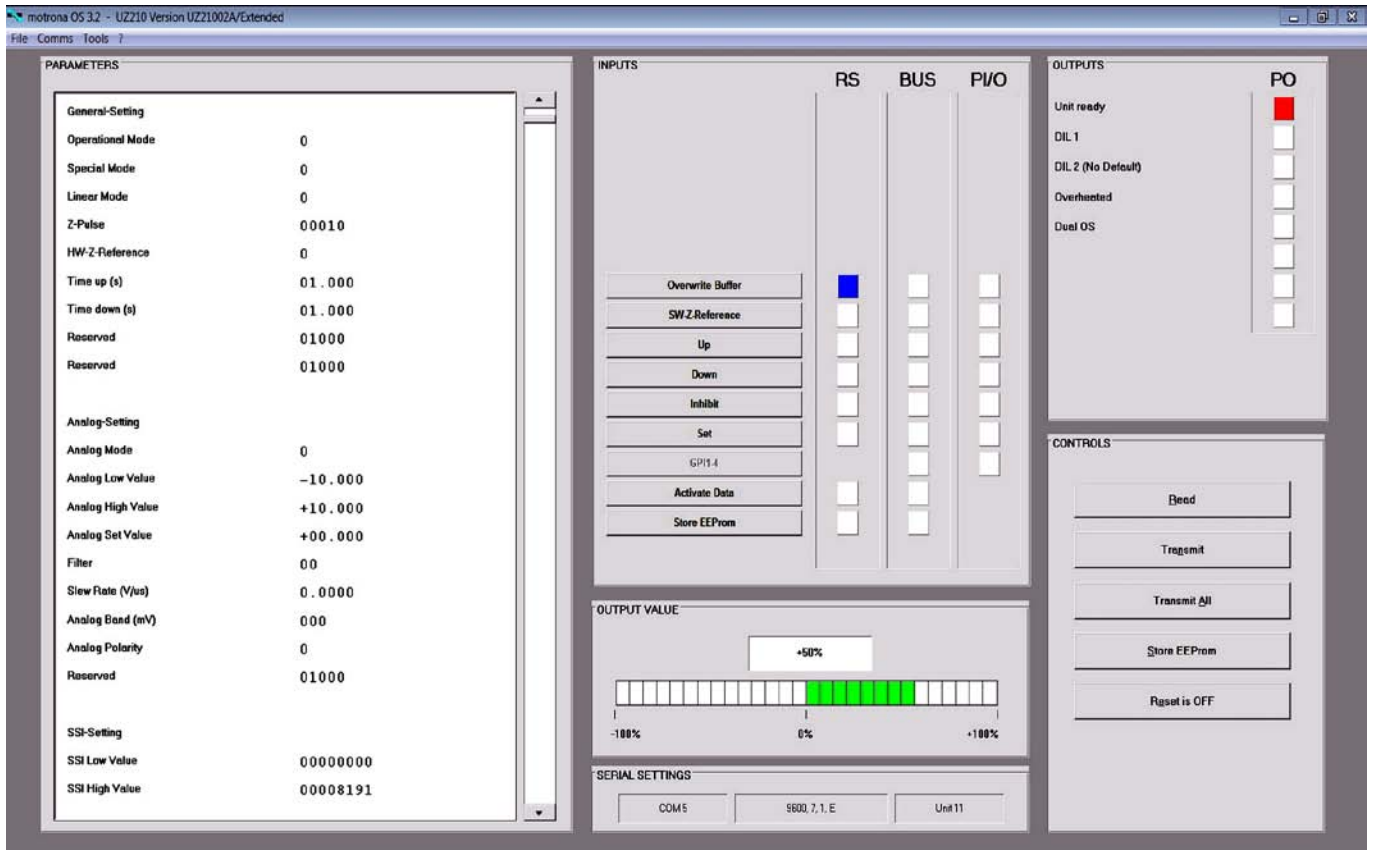 motrona OS 3.2 - UZ210 Version UZ21002A/Extended
File Comms Tools ?
PARAMETERS
General-Setting
Operational Mode 0
Special Mode 0
Linear Mode 0
Z-Pulse 00010
HW-Z-Reference 0
Time up (s) 01.000
Time down (s) 01.000
Reserved 01000
Reserved 01000
Analog-Setting
Analog Mode 0
Analog Low Value -10.000
Analog High Value +10.000
Analog Set Value +00.000
Filter 00
Slew Rate (V/us) 0.0000
Analog Band (mV) 000
Analog Polarity 0
Reserved 01000
SSI-Setting
SSI Low Value 00000000
SSI High Value 00008191
INPUTS
RS BUS PI/O
Overwrite Buffer
SW-Z-Reference
Up
Down
Inhibit
Set
GPI1-4
Activate Data
Store EEProm
OUTPUT VALUE
+50%
-100% 0% +100%
SERIAL SETTINGS
COM 5 9600, 7, 1, E Unit 11
OUTPUTS
PO
Unit ready
DIL 1
DIL 2 (No Default)
Overheated
Dual OS
CONTROLS
Read
Transmit
Transmit All
Store EEProm
Reset is OFF